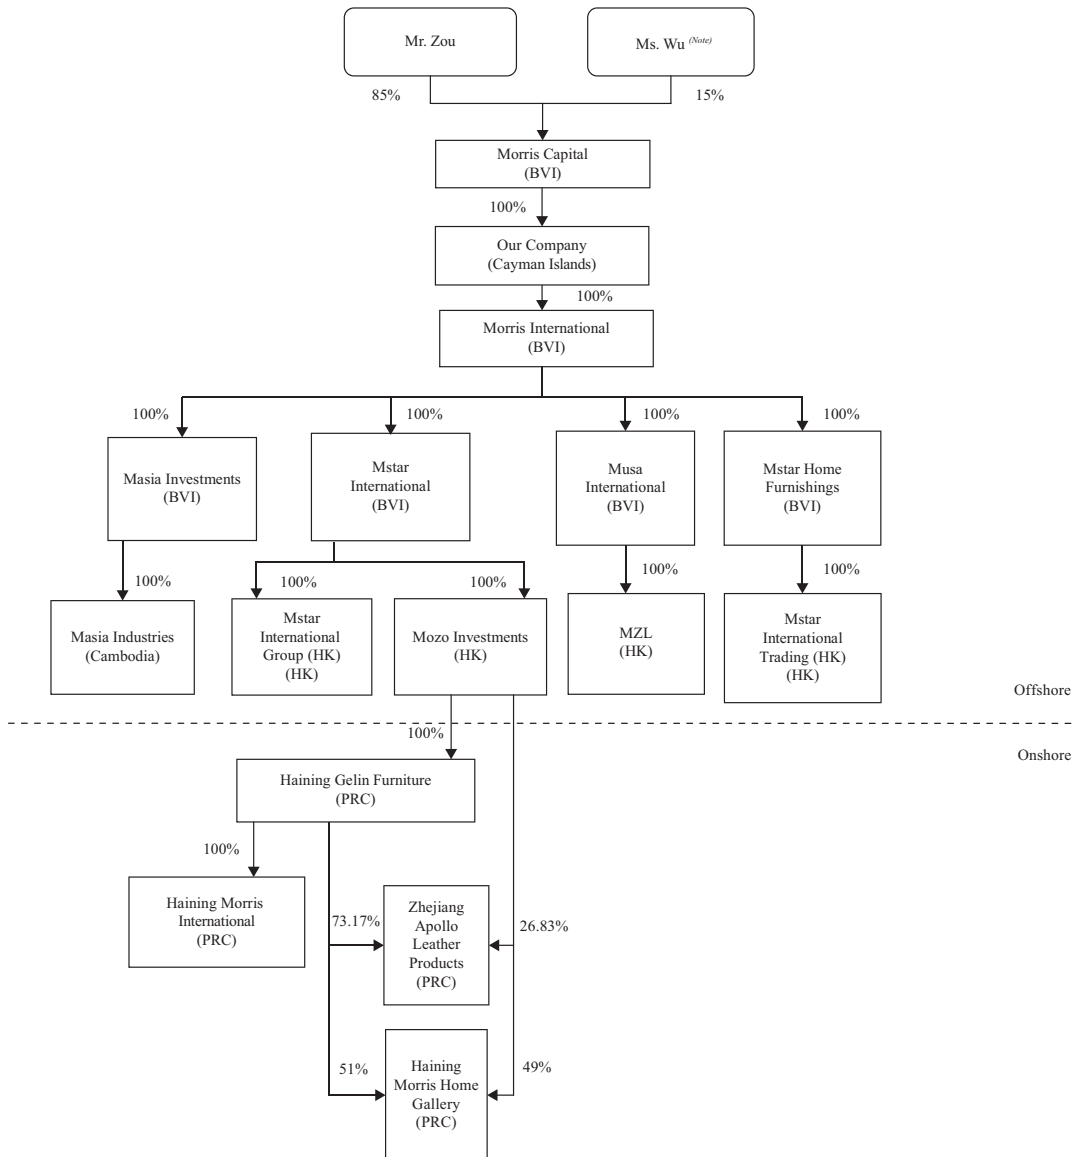 Mr. Zou
Ms. Wu (Note)
85%
15%
Morris Capital
(BVI)
100%
Our Company
(Cayman Islands)
100%
Morris International
(BVI)
100%
100%
100%
100%
Masia Investments
(BVI)
Mstar
International
(BVI)
Musa
International
(BVI)
Mstar Home
Furnishings
(BVI)
100%
100%
100%
100%
100%
Masia Industries
(Cambodia)
Mstar
International
Group (HK)
(HK)
Mozo Investments
(HK)
MZL
(HK)
Mstar
International
Trading (HK)
(HK)
Offshore
Onshore
100%
Haining Gelin Furniture
(PRC)
100%
Haining Morris
International
(PRC)
73.17%
Zhejiang
Apollo
Leather
Products
(PRC)
26.83%
51%
Haining
Morris Home
Gallery
(PRC)
49%